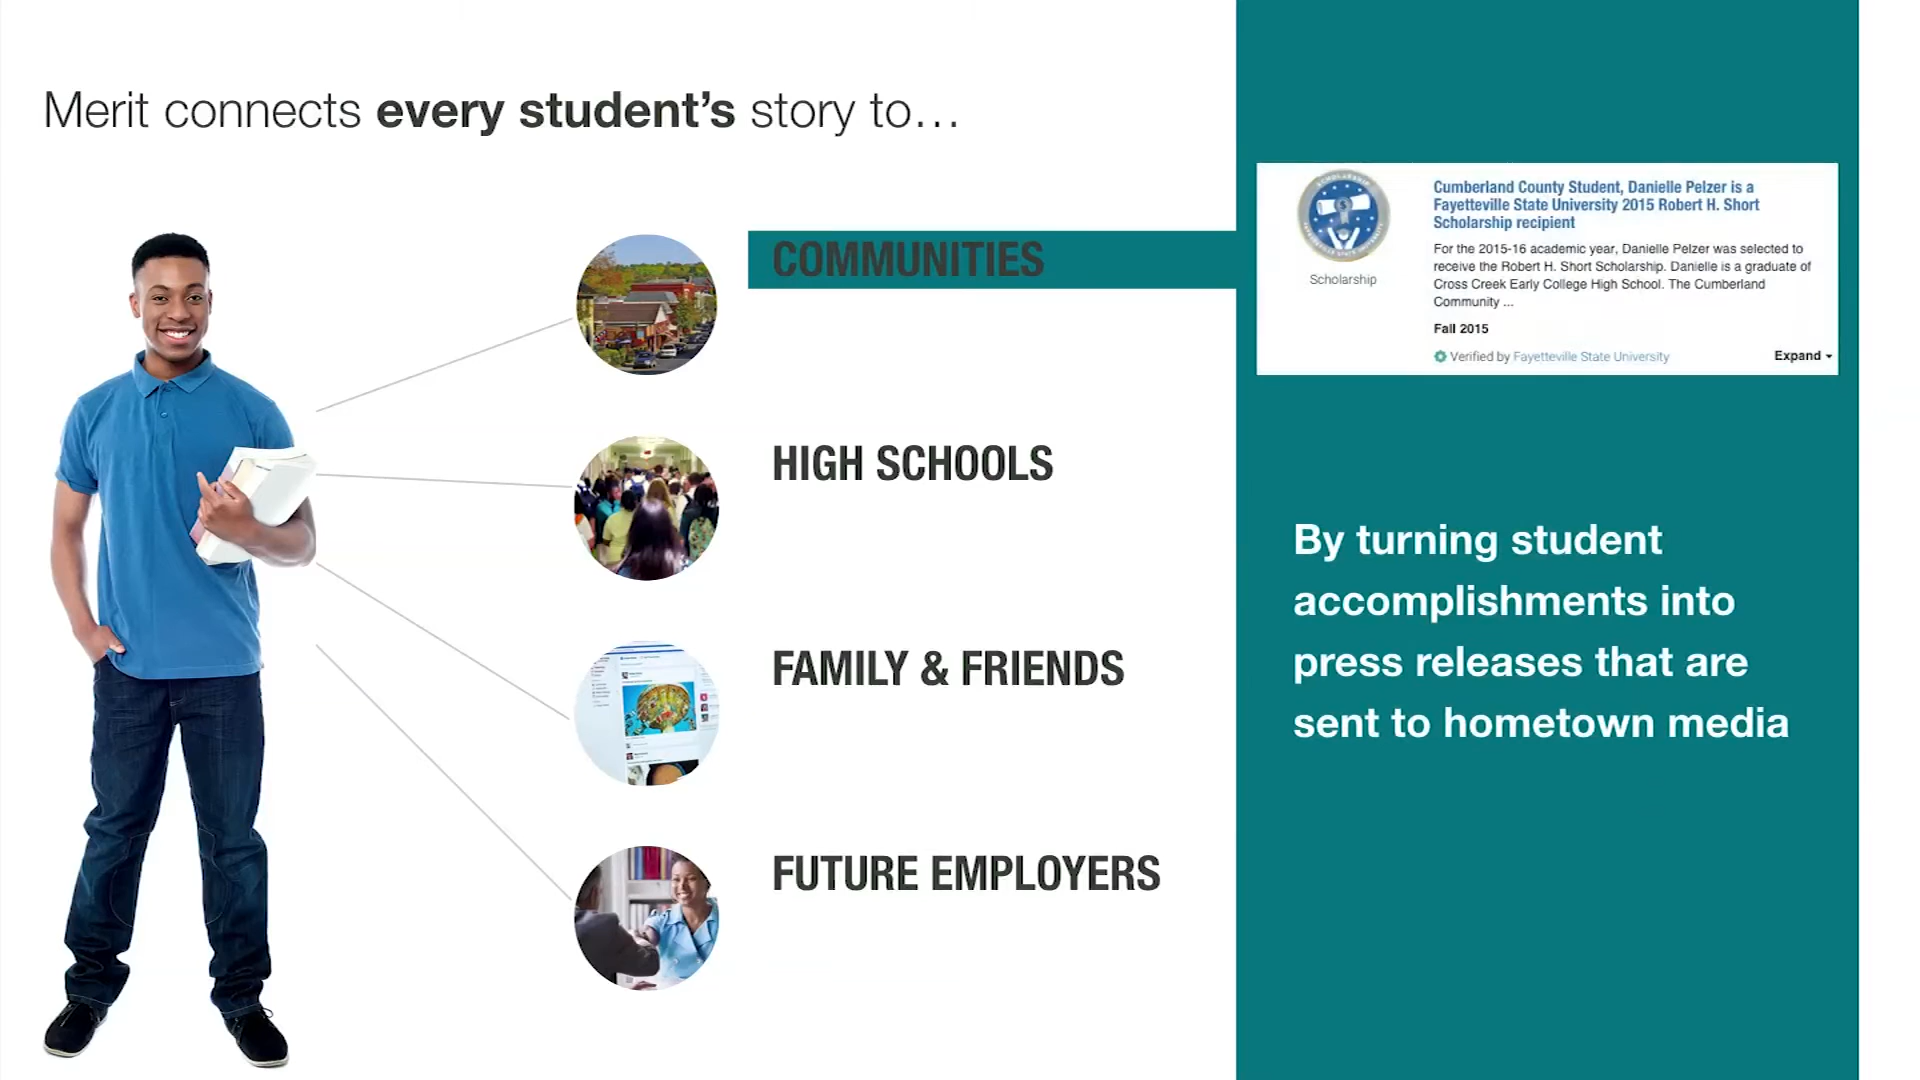 Merit connects every student's story to…
COMMUNITIES
HIGH SCHOOLS
FAMILY & FRIENDS
FUTURE EMPLOYERS
Scholarship
Cumberland County Student, Danielle Pelzer is a
Fayetteville State University 2015 Robert H. Short
Scholarship recipient
For the 2015-16 academic year, Danielle Pelzer was selected to
receive the Robert H. Short Scholarship. Danielle is a graduate of
Cross Creek Early College High School. The Cumberland
Community ...
Fall 2015
Verified by Fayetteville State University
Expand
By turning student
accomplishments into
press releases that are
sent to hometown media